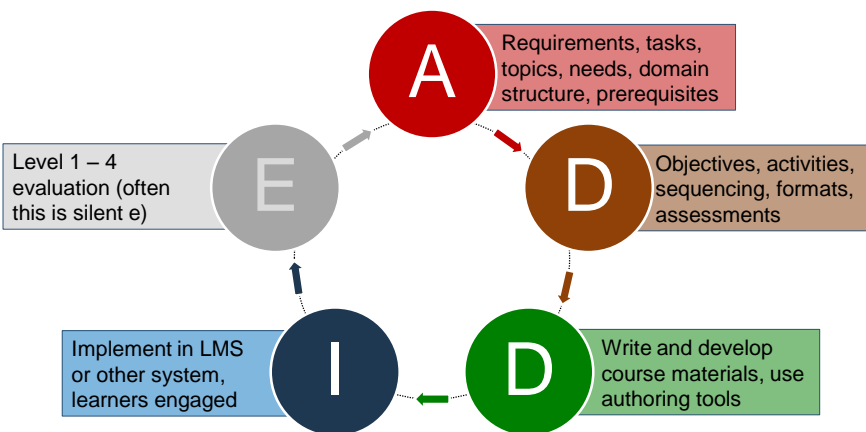 A
Requirements, tasks,
topics, needs, domain
structure, prerequisites
D
Objectives, activities,
sequencing, formats,
assessments
D
Write and develop
course materials, use
authoring tools
I
Implement in LMS
or other system,
learners engaged
E
Level 1 – 4
evaluation (often
this is silent e)